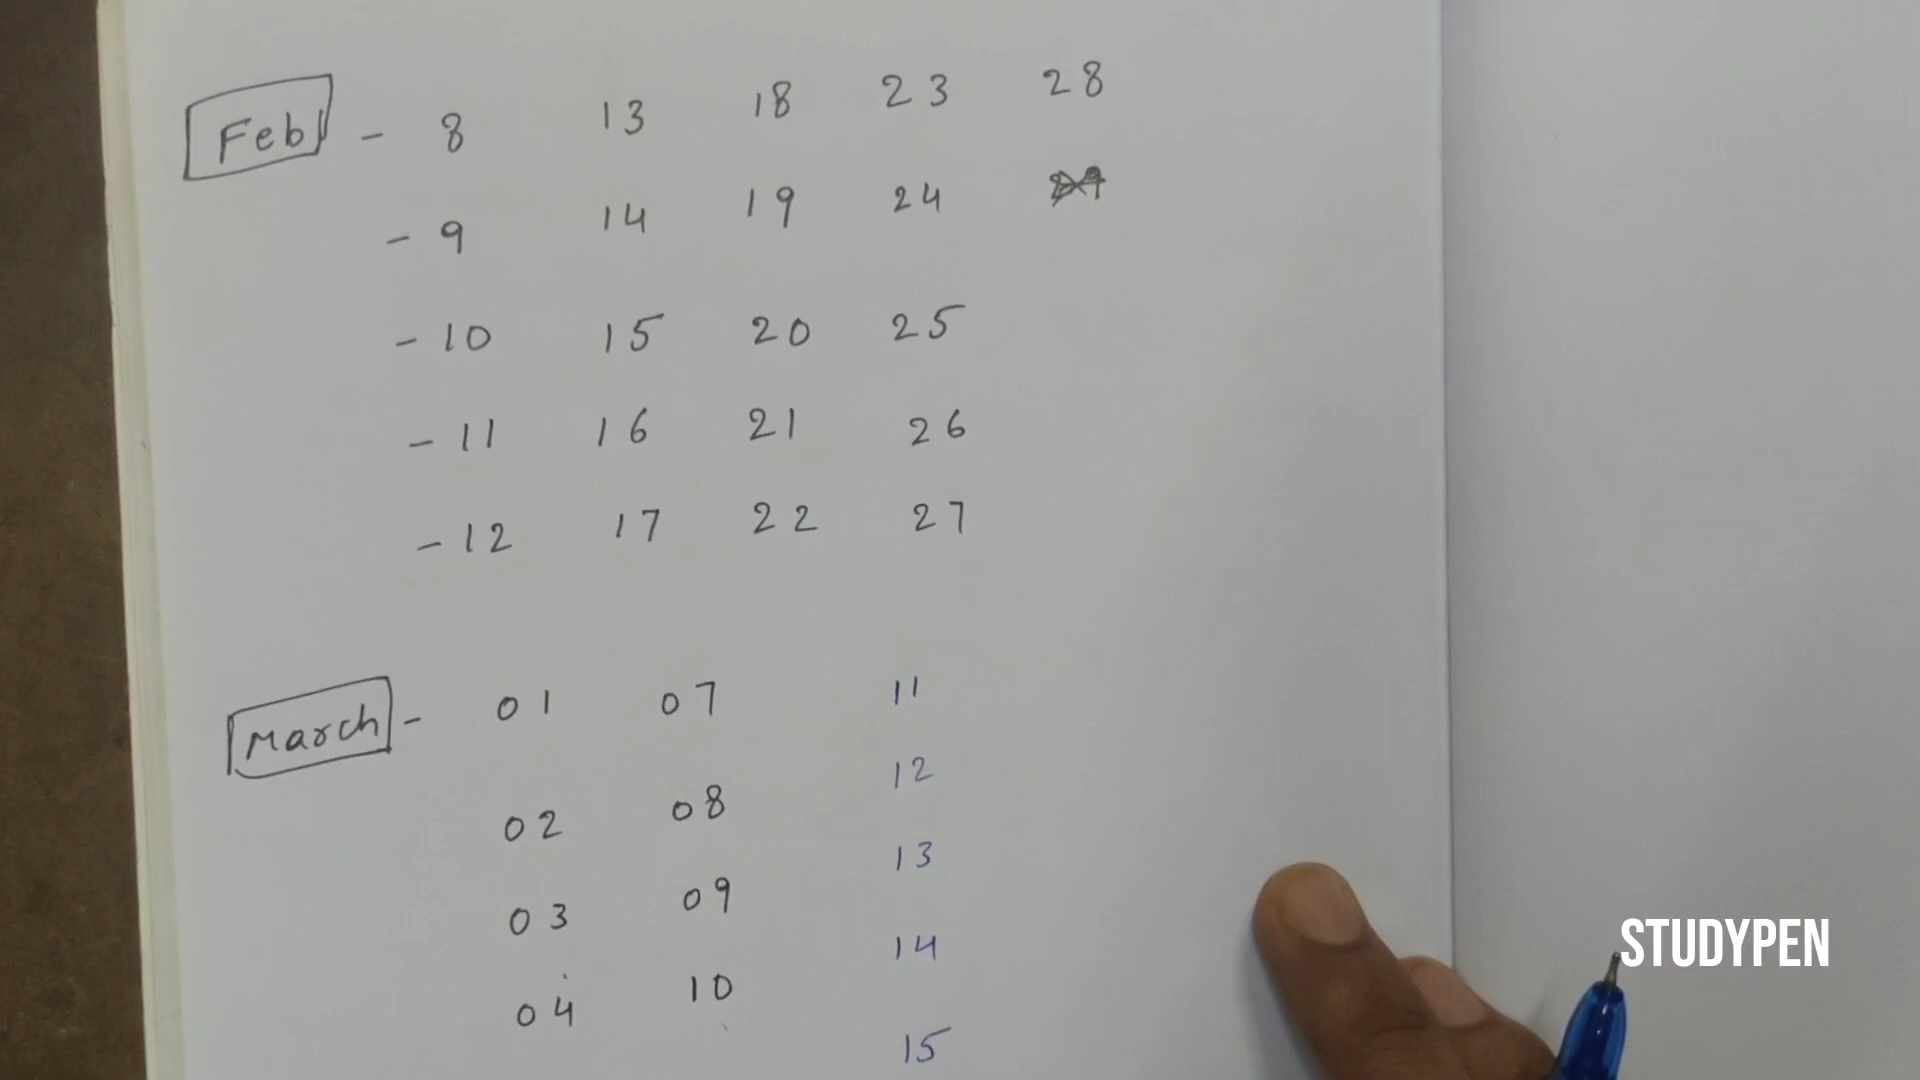 Feb - 8 13 18 23 28
- 9 14 19 24
- 10 15 20 25
- 11 16 21 26
- 12 17 22 27
March - 01 07 11
02 08 12
03 09 13
04 10 14
15
STUDYPEN